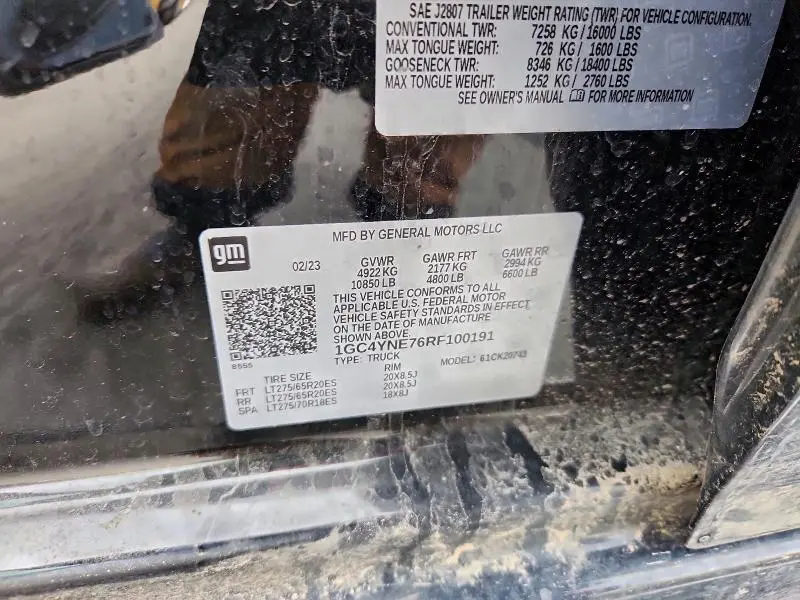 SAE J2807 TRAILER WEIGHT RATING (TWR) FOR VEHICLE CONFIGURATION.
CONVENTIONAL TWR: 7258 KG / 16000 LBS
MAX TONGUE WEIGHT: 726 KG / 1600 LBS
GOOSENECK TWR: 8346 KG / 18400 LBS
MAX TONGUE WEIGHT: 1252 KG / 2760 LBS
SEE OWNER'S MANUAL FOR MORE INFORMATION
gm
MFD BY GENERAL MOTORS LLC
02/23 GVWR GAWR FRT GAWR RR
4922 KG 2177 KG 2994 KG
10850 LB 4800 LB 6600 LB
THIS VEHICLE CONFORMS TO ALL
APPLICABLE U.S. FEDERAL MOTOR
VEHICLE SAFETY STANDARDS IN EFFECT
ON THE DATE OF MANUFACTURE
SHOWN ABOVE.
1GC4YNE76RF100191
TYPE: TRUCK MODEL: 61CK20743
TIRE SIZE RIM
FRT LT275/65R20ES 20X8.5J
RR LT275/65R20ES 20X8.5J
SPA LT275/70R18ES 18X8J